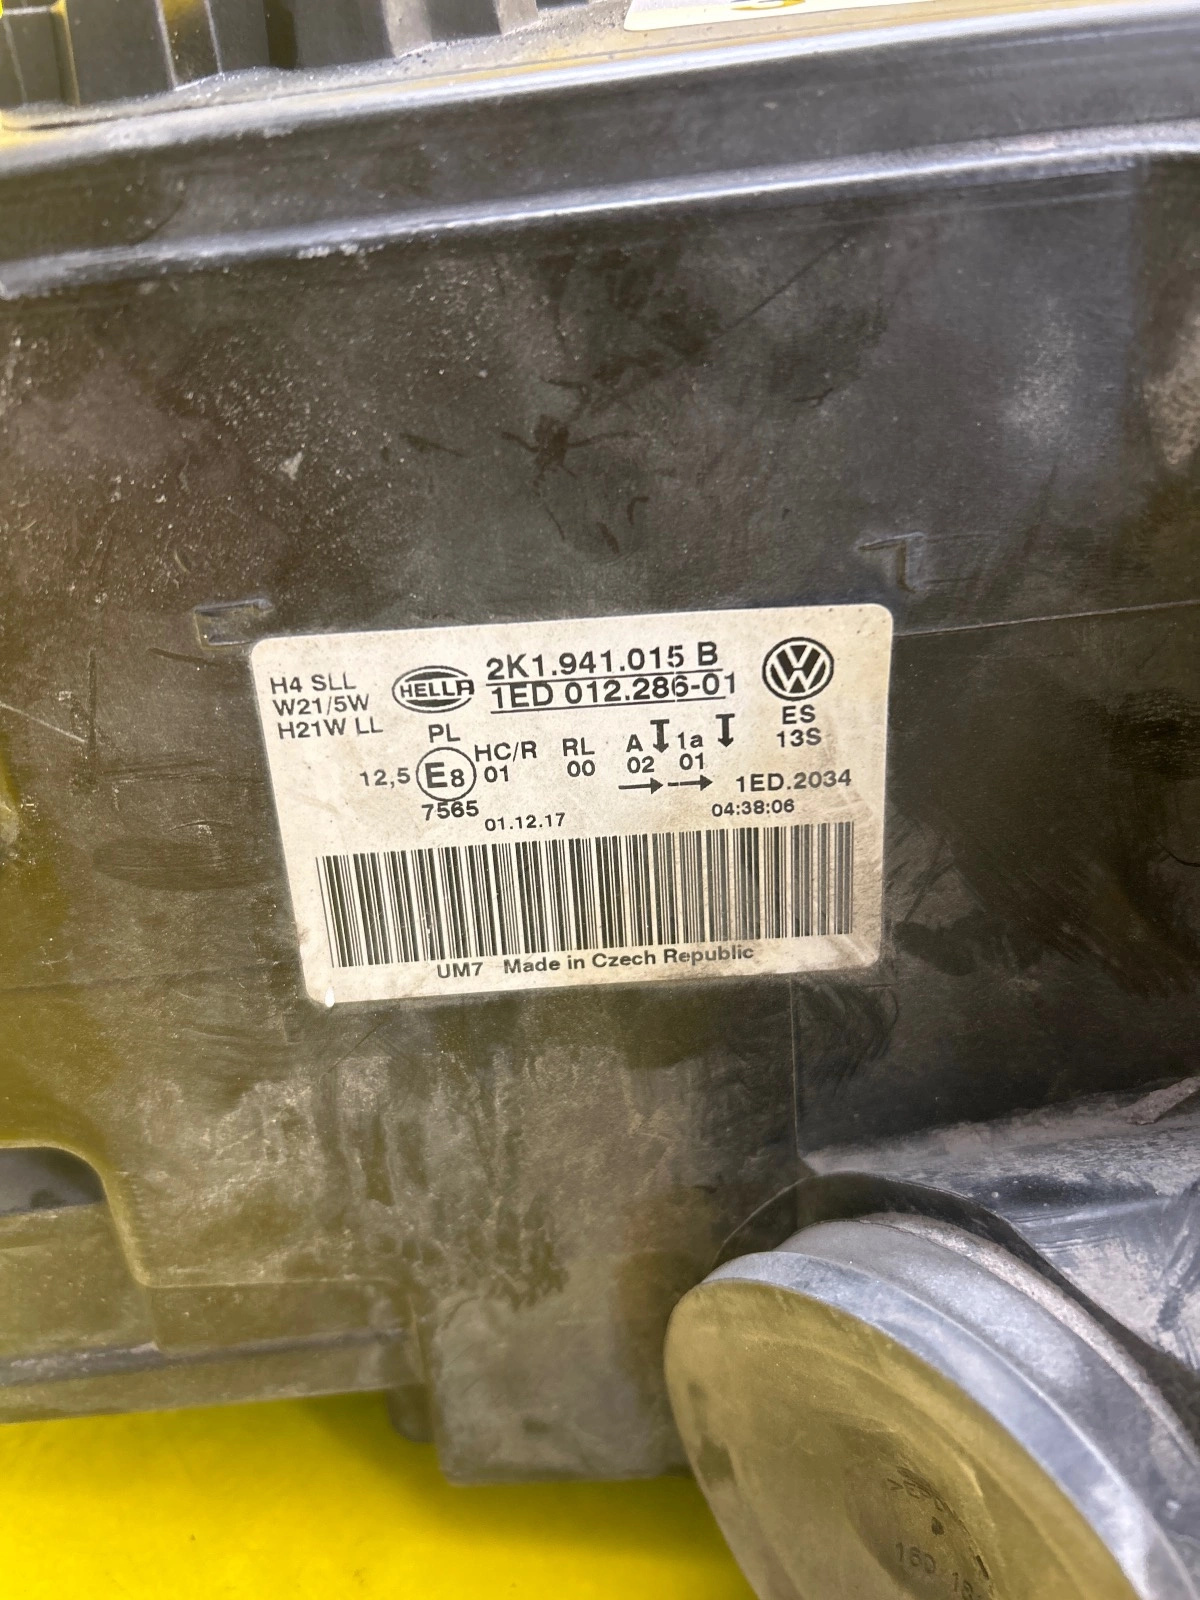 H4 SLL
W21/5W
H21W LL
HELLA
2K1.941.015 B
1ED 012.286-01
ES
13S
PL
HC/R RL A 1a
12,5 E8 01 00 02 01
1ED.2034
7565
01.12.17
04:38:06
UM7 Made in Czech Republic